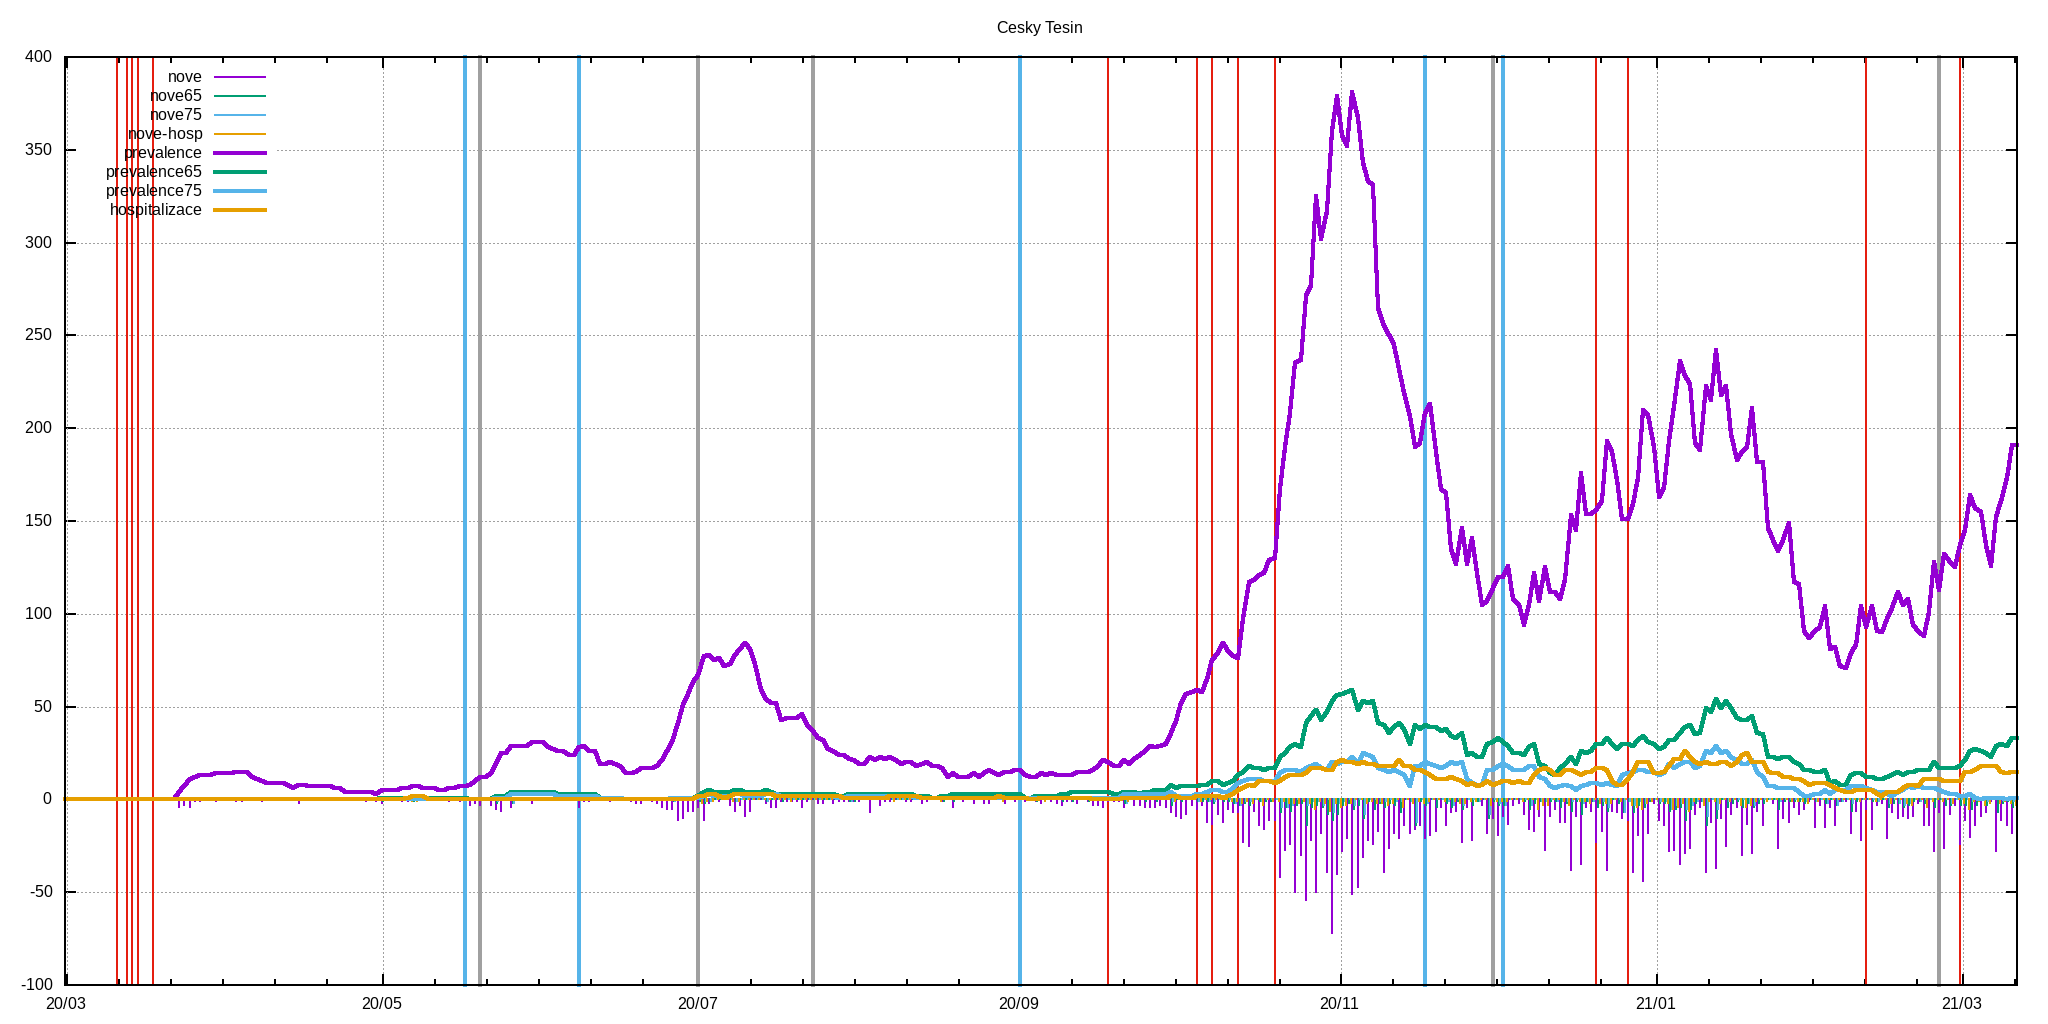 Cesky Tesin
400
350
300
250
200
150
100
50
0
-50
-100
nove
nove65
nove75
nove-hosp
prevalence
prevalence65
prevalence75
hospitalizace
20/03 20/05 20/07 20/09 20/11 21/01 21/03